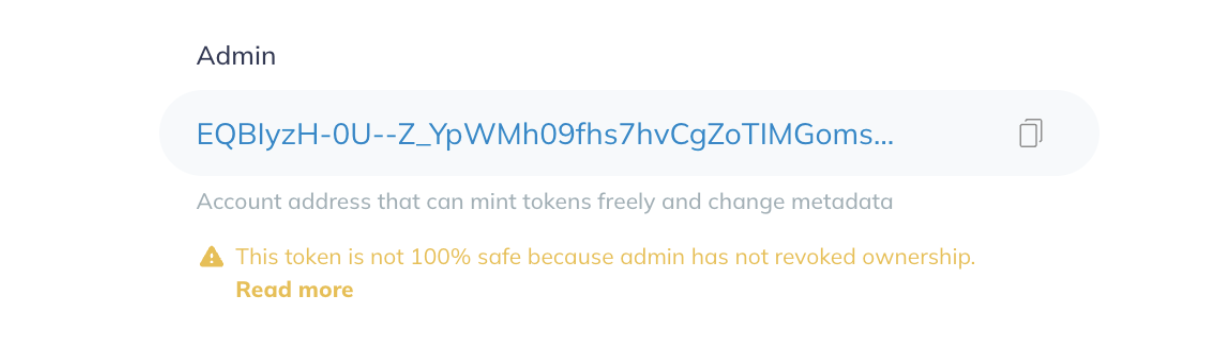 Admin
EQBIyzH-0U--Z_YpWMh09fhs7hvCgZoTIMGoms...
Account address that can mint tokens freely and change metadata
This token is not 100% safe because admin has not revoked ownership.
Read more